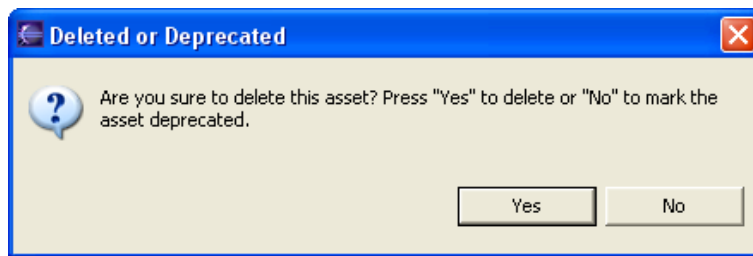 Deleted or Deprecated
Are you sure to delete this asset? Press "Yes" to delete or "No" to mark the
asset deprecated.
Yes
No